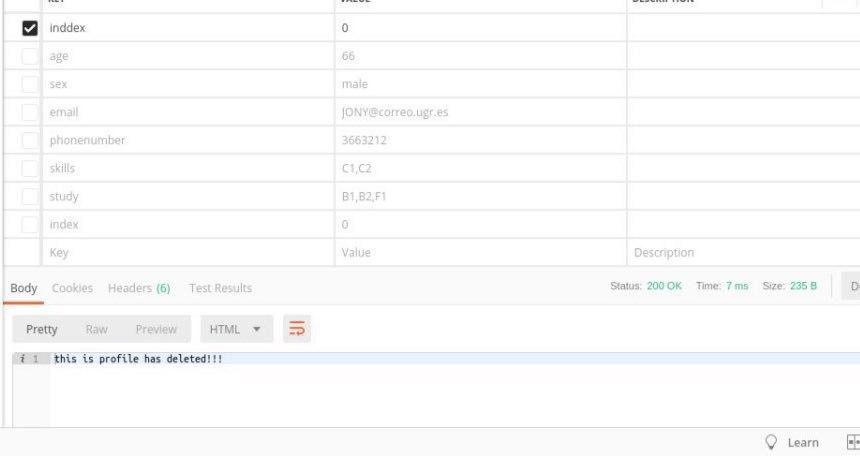 KEY VALUE DESCRIPTION
inddex 0
age 66
sex male
email JONY@correo.ugr.es
phonenumber 3663212
skills C1,C2
study B1,B2,F1
index 0
Key Value Description
Body Cookies Headers (6) Test Results Status: 200 OK Time: 7 ms Size: 235 B
Pretty Raw Preview HTML
i 1 this is profile has deleted!!!
Learn